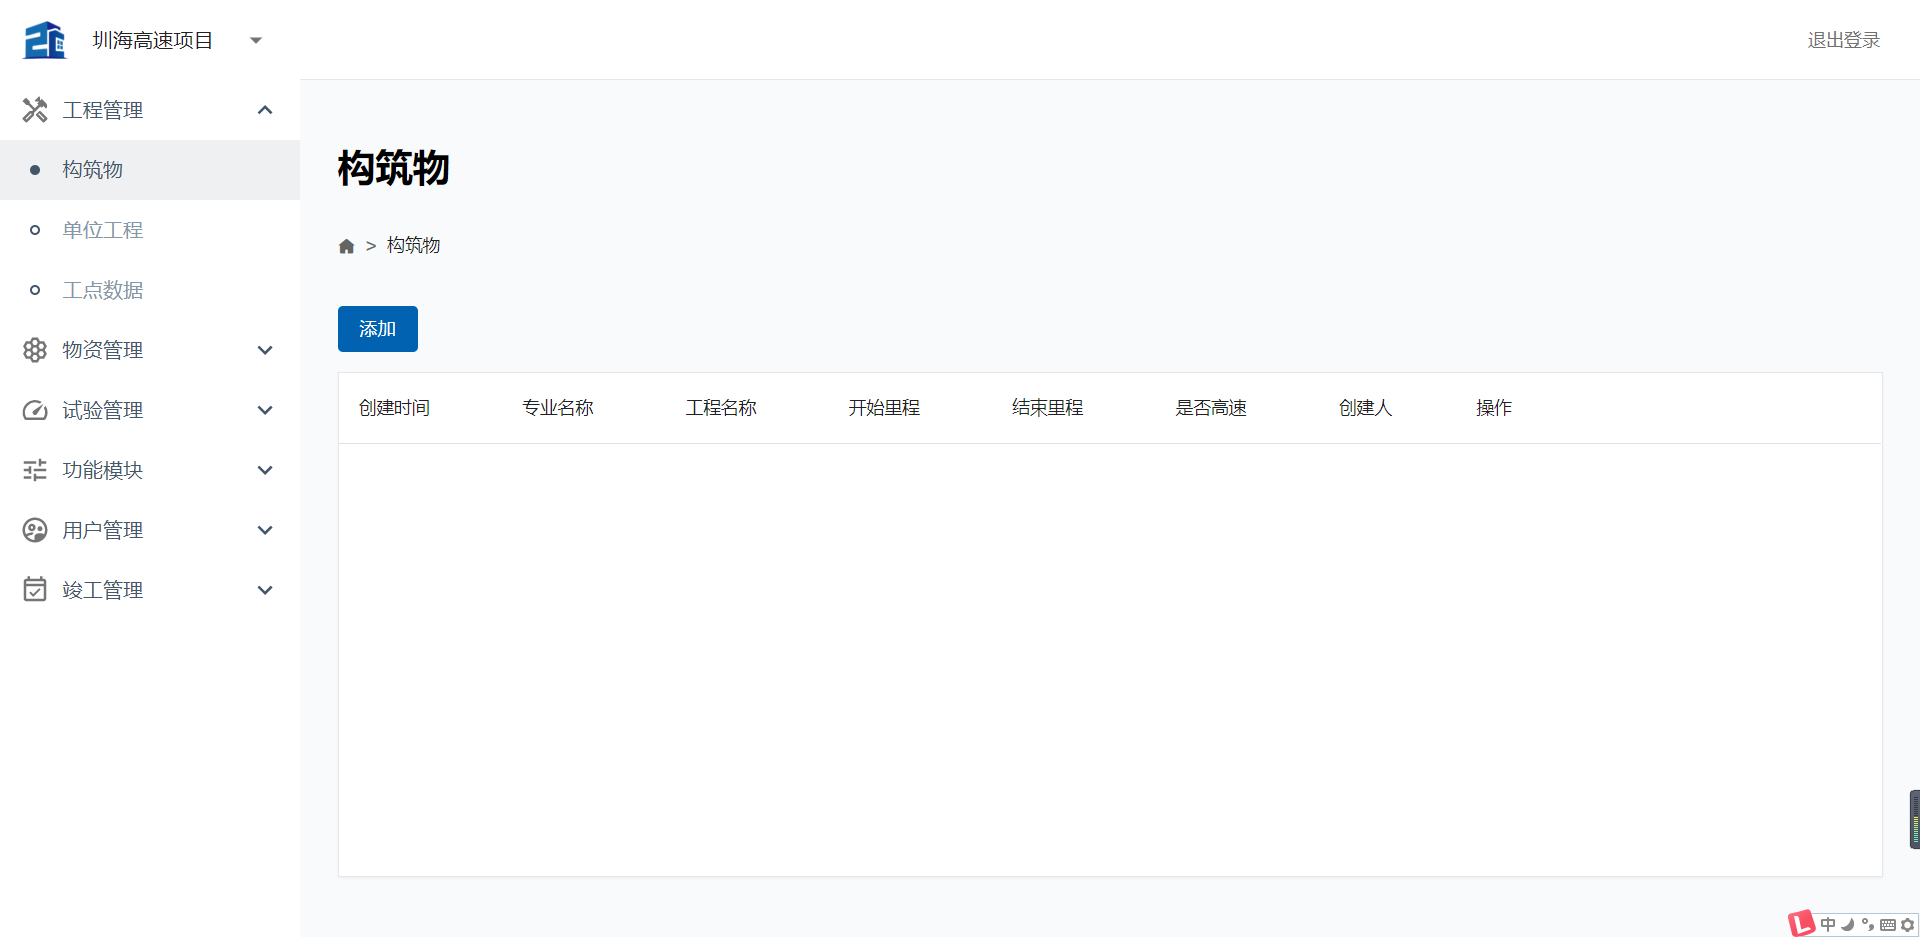 圳海高速项目
退出登录
工程管理
构筑物
单位工程
工点数据
物资管理
试验管理
功能模块
用户管理
竣工管理
构筑物
> 构筑物
添加
创建时间 专业名称 工程名称 开始里程 结束里程 是否高速 创建人 操作
中